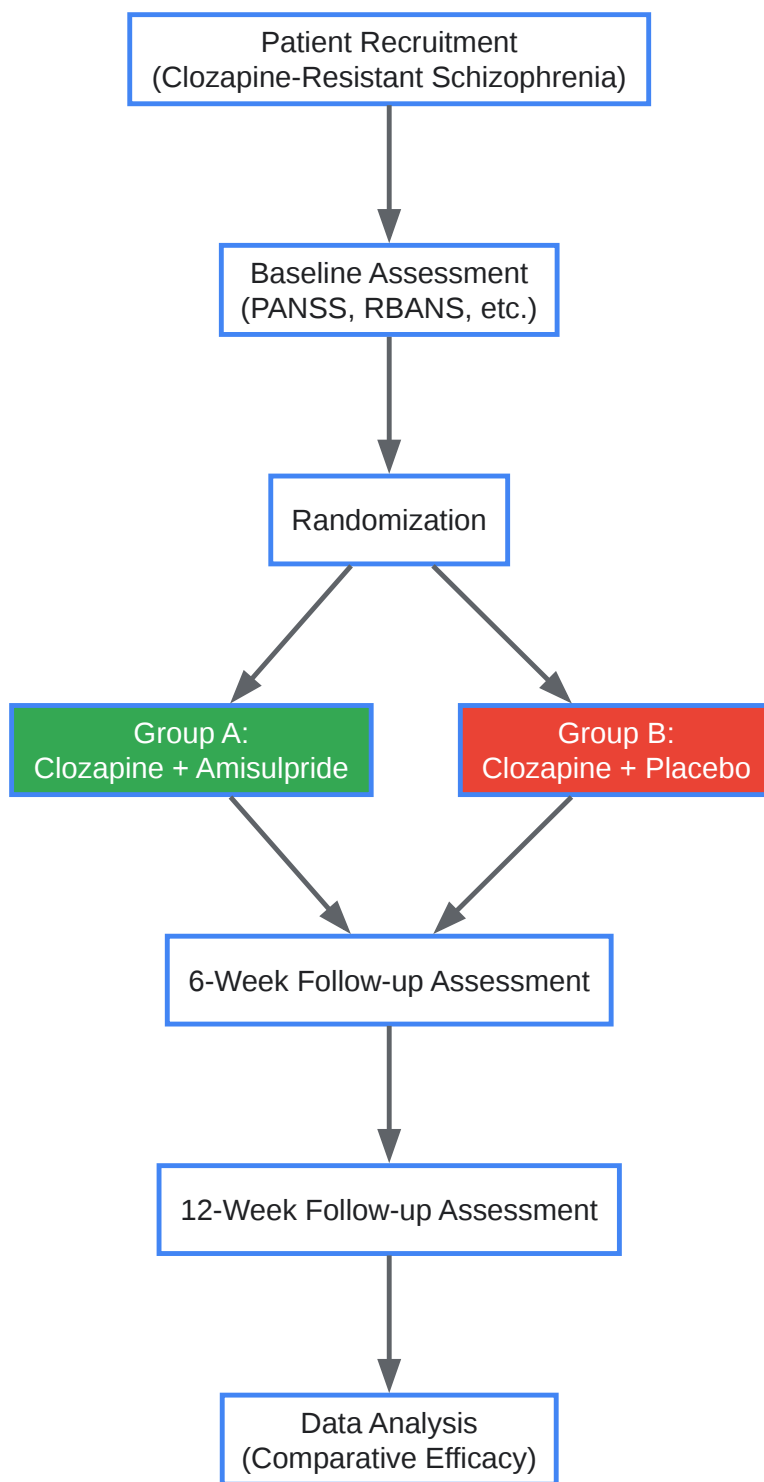 Patient Recruitment
(Clozapine-Resistant Schizophrenia)
Baseline Assessment
(PANSS, RBANS, etc.)
Randomization
Group A:
Clozapine + Amisulpride
Group B:
Clozapine + Placebo
6-Week Follow-up Assessment
12-Week Follow-up Assessment
Data Analysis
(Comparative Efficacy)